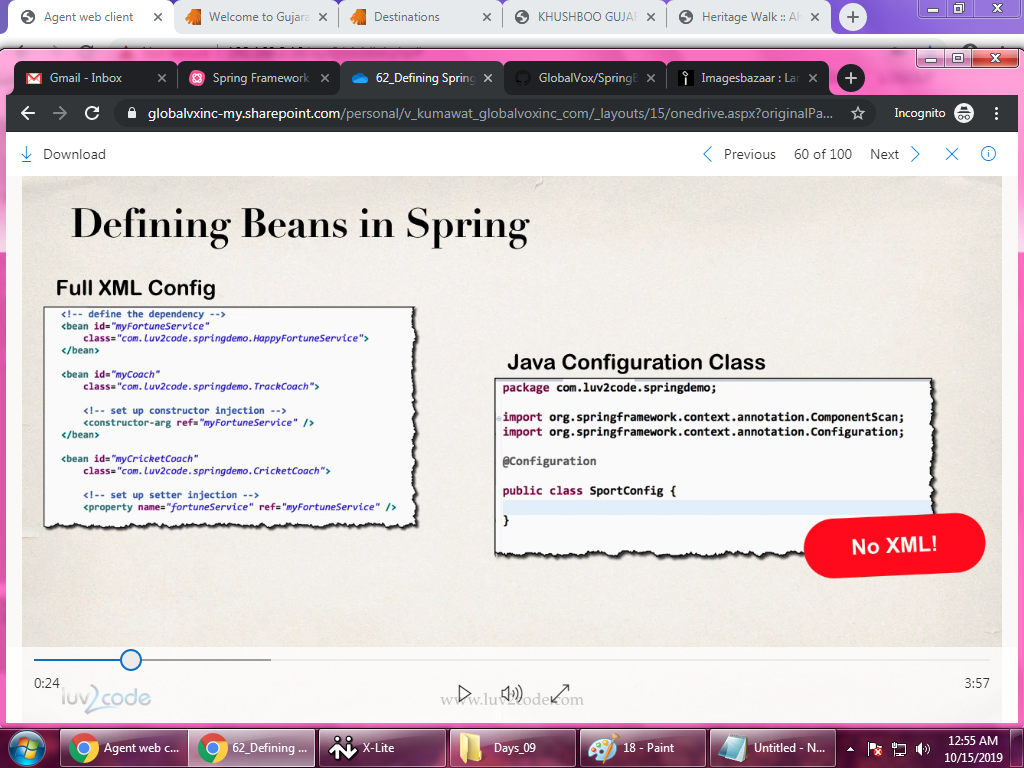 Agent web client
Welcome to Gujara
Destinations
KHUSHBOO GUJAR
Heritage Walk :: Ah
Gmail - Inbox
Spring Framework
62_Defining Spring
GlobalVox/SpringB
Imagesbazaar : Lar
globalvxinc-my.sharepoint.com/personal/v_kumawat_globalvoxinc_com/_layouts/15/onedrive.aspx?originalPa...
Incognito
Download
Previous
60 of 100
Next
Defining Beans in Spring
Full XML Config
<!-- define the dependency -->
<bean id="myFortuneService"
class="com.luv2code.springdemo.HappyFortuneService">
</bean>
<bean id="myCoach"
class="com.luv2code.springdemo.TrackCoach">
<!-- set up constructor injection -->
<constructor-arg ref="myFortuneService" />
</bean>
<bean id="myCricketCoach"
class="com.luv2code.springdemo.CricketCoach">
<!-- set up setter injection -->
<property name="fortuneService" ref="myFortuneService" />
Java Configuration Class
package com.luv2code.springdemo;
import org.springframework.context.annotation.ComponentScan;
import org.springframework.context.annotation.Configuration;
@Configuration
public class SportConfig {
}
No XML!
0:24
3:57
luv2code
www.luv2code.com
Agent web c...
62_Defining ...
X-Lite
Days_09
18 - Paint
Untitled - N...
12:55 AM
10/15/2019